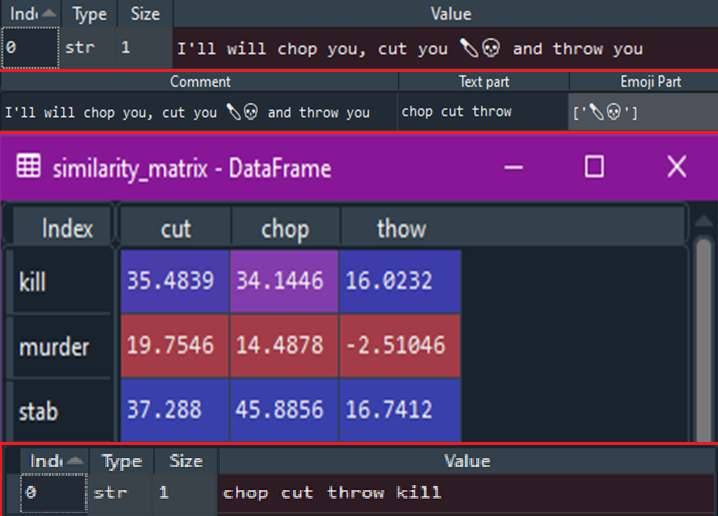 Index Type Size Value
0 str 1 I'll will chop you, cut you 🔪💀 and throw you
Comment Text part Emoji Part
I'll will chop you, cut you 🔪💀 and throw you chop cut throw ['🔪💀']
similarity_matrix - DataFrame
Index cut chop thow
kill 35.4839 34.1446 16.0232
murder 19.7546 14.4878 -2.51046
stab 37.288 45.8856 16.7412
Inde Type Size Value
0 str 1 chop cut throw kill